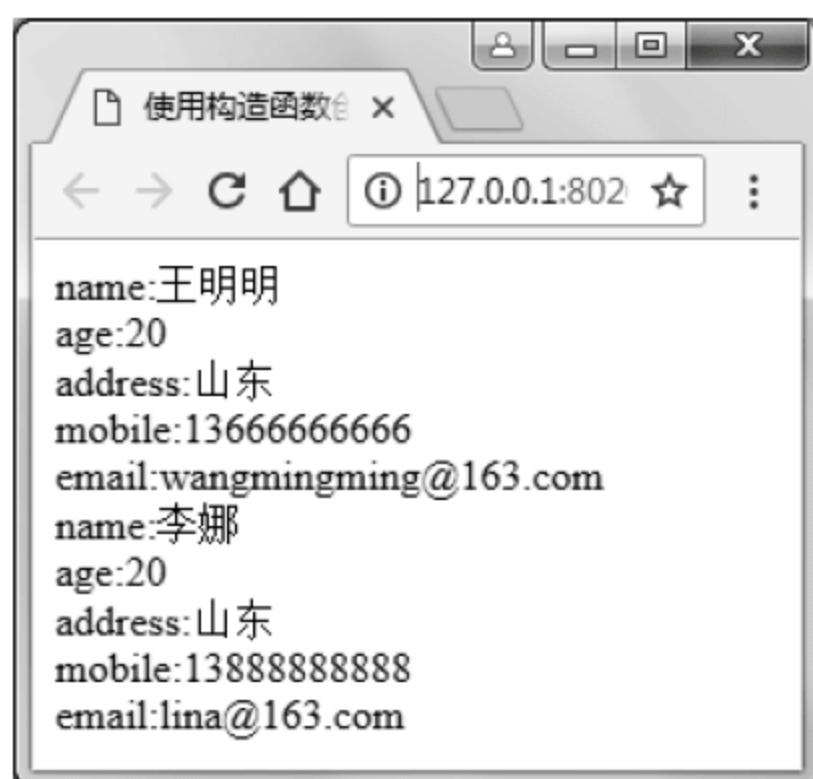 使用构造函数
127.0.0.1:802
name:王明明
age:20
address:山东
mobile:13666666666
email:wangmingming@163.com
name:李娜
age:20
address:山东
mobile:13888888888
email:lina@163.com